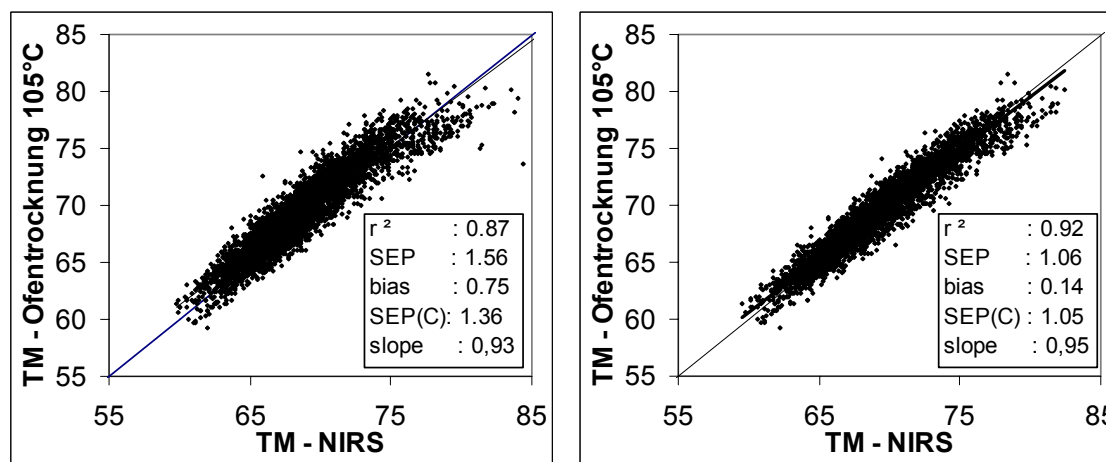 TM - Ofentrocknung 105°C
85
80
75
70
65
60
55
r ² : 0.87
SEP : 1.56
bias : 0.75
SEP(C): 1.36
slope : 0,93
55 65 75 85
TM - NIRS
TM - Ofentrocknung 105°C
85
80
75
70
65
60
55
r ² : 0.92
SEP : 1.06
bias : 0.14
SEP(C) : 1.05
slope : 0,95
55 65 75 85
TM - NIRS